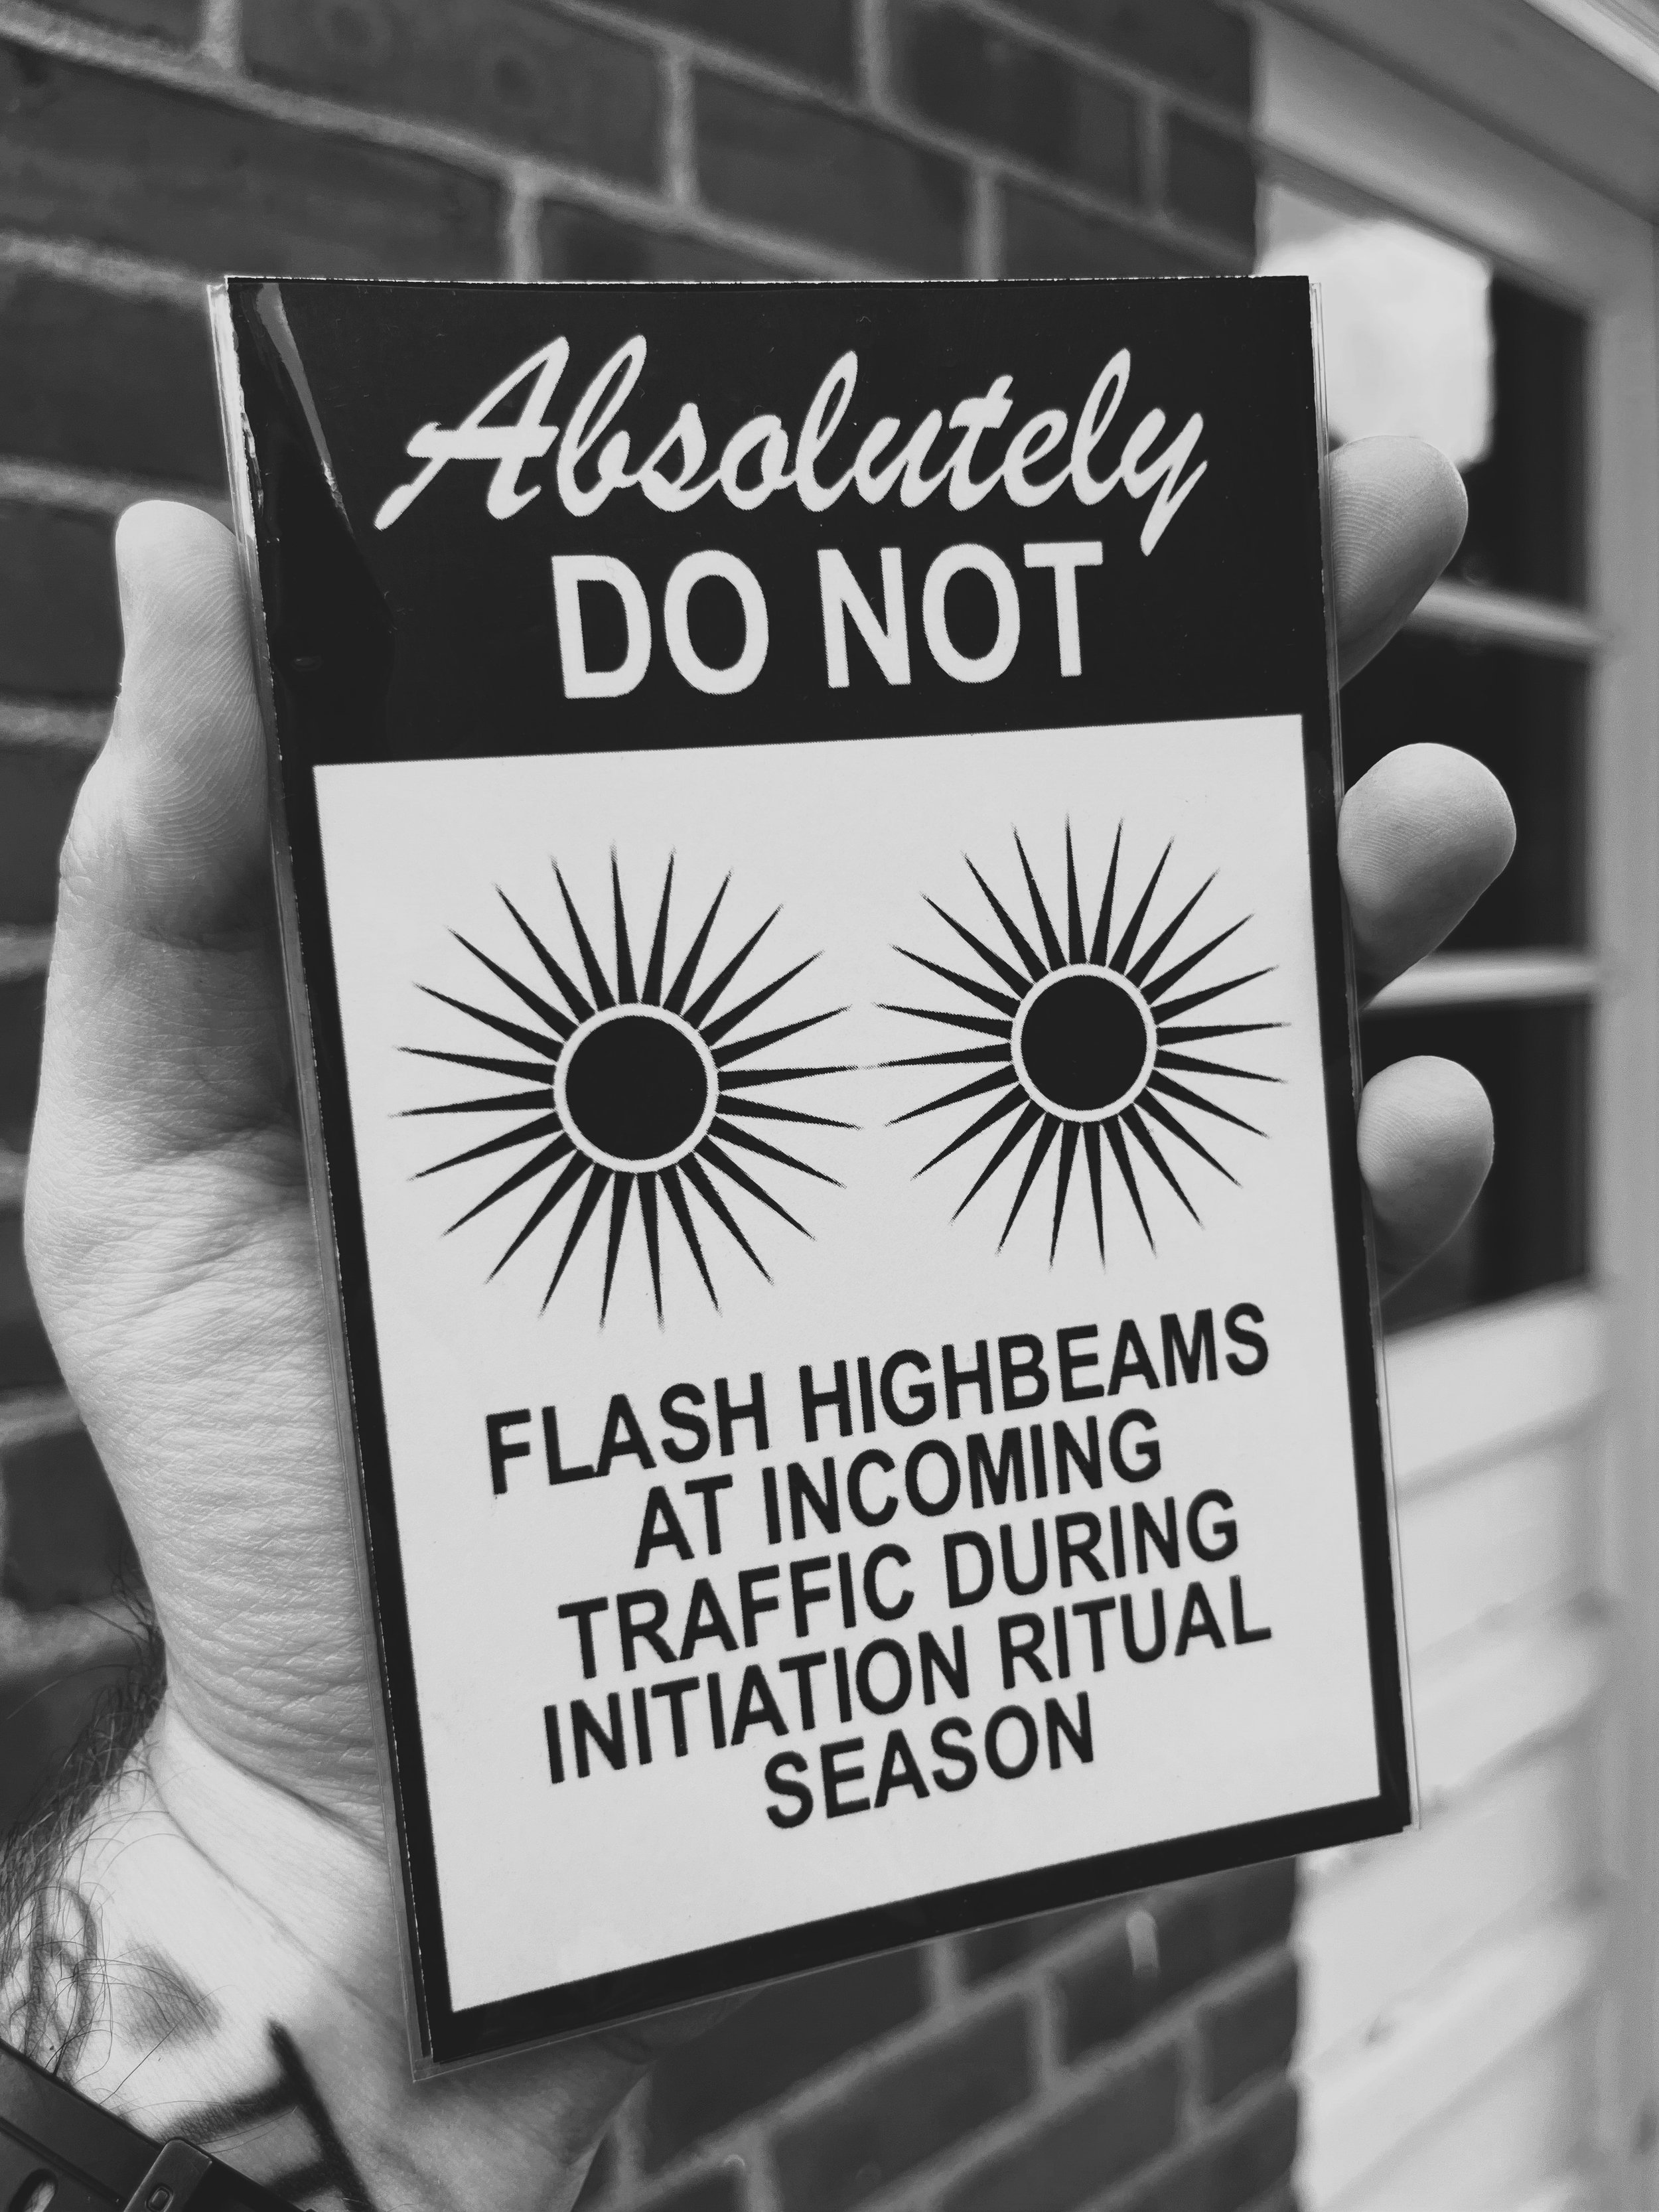 Absolutely
DO NOT
FLASH HIGHBEAMS
AT INCOMING
TRAFFIC DURING
INITIATION RITUAL
SEASON